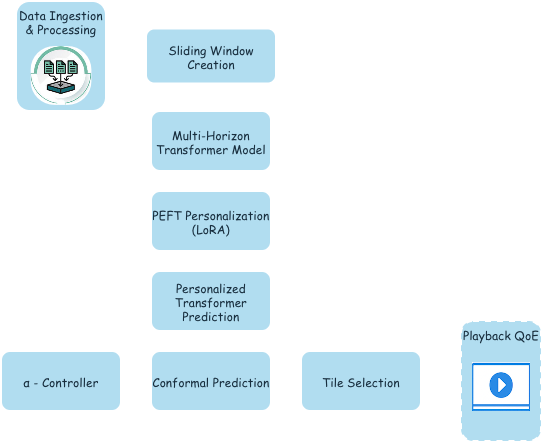 Data Ingestion
& Processing
Sliding Window
Creation
Multi-Horizon
Transformer Model
PEFT Personalization
(LoRA)
Personalized
Transformer
Prediction
α - Controller
Conformal Prediction
Tile Selection
Playback QoE